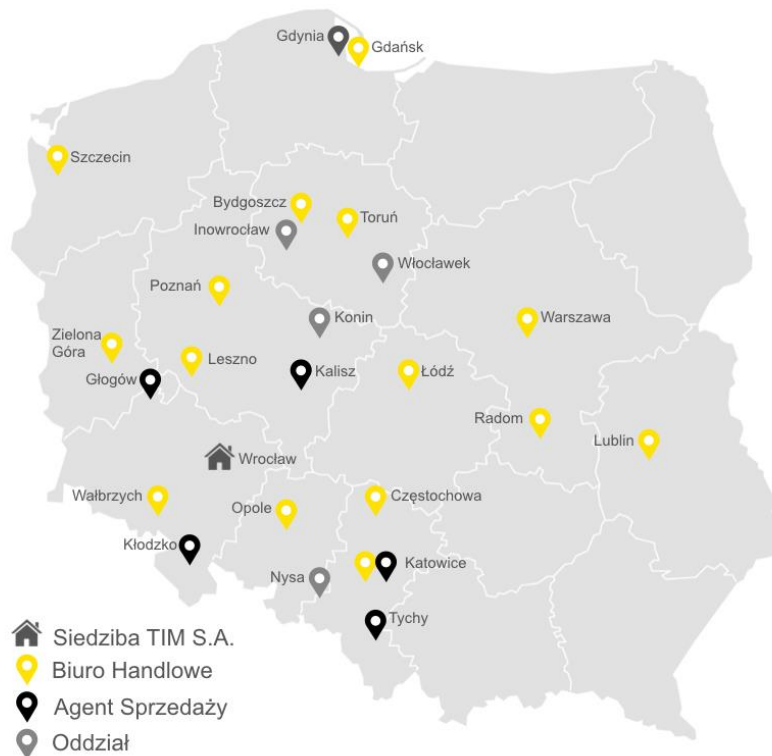 Gdynia
Gdańsk
Szczecin
Bydgoszcz
Toruń
Inowrocław
Włocławek
Poznań
Konin
Warszawa
Zielona
Góra
Leszno
Kalisz
Łódź
Głogów
Radom
Lublin
Wrocław
Wałbrzych
Opole
Częstochowa
Kłodzko
Katowice
Nysa
Tychy
Siedziba TIM S.A.
Biuro Handlowe
Agent Sprzedaży
Oddział